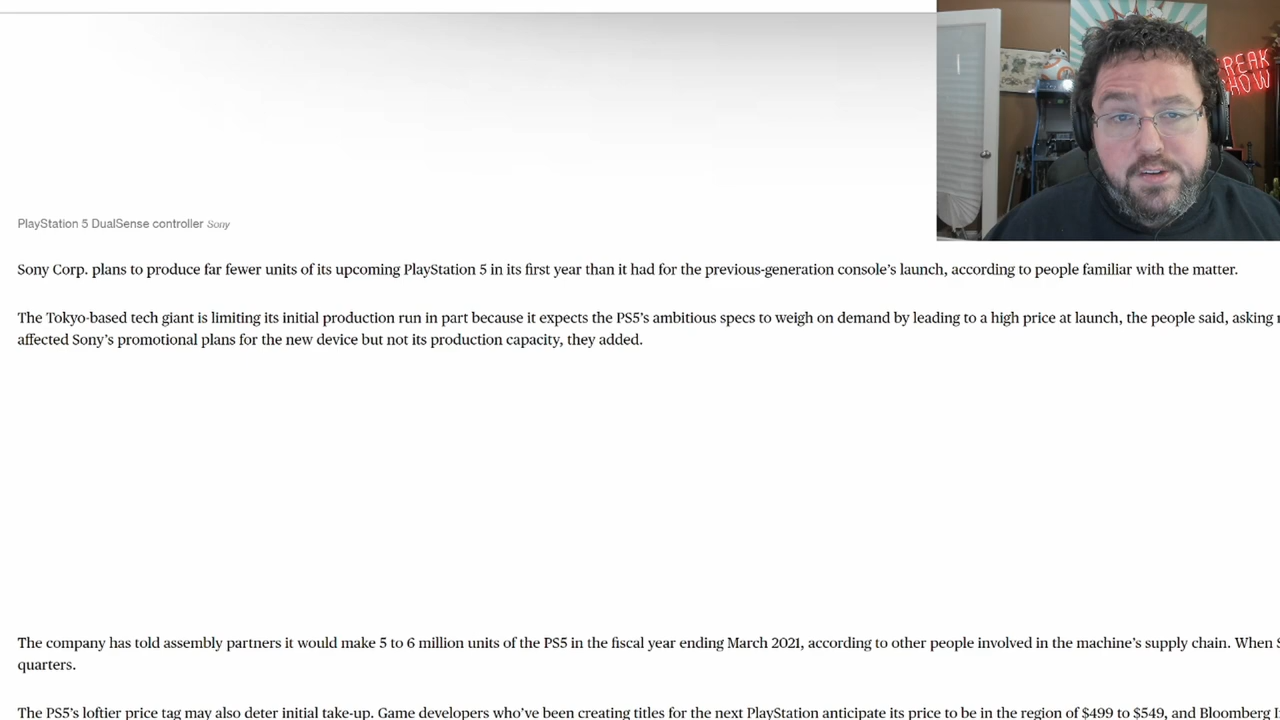 REAK
HOW
PlayStation 5 DualSense controller Sony
Sony Corp. plans to produce far fewer units of its upcoming PlayStation 5 in its first year than it had for the previous-generation console’s launch, according to people familiar with the matter.
The Tokyo-based tech giant is limiting its initial production run in part because it expects the PS5’s ambitious specs to weigh on demand by leading to a high price at launch, the people said, asking
affected Sony’s promotional plans for the new device but not its production capacity, they added.
The company has told assembly partners it would make 5 to 6 million units of the PS5 in the fiscal year ending March 2021, according to other people involved in the machine’s supply chain. When
quarters.
The PS5’s loftier price tag may also deter initial take-up. Game developers who’ve been creating titles for the next PlayStation anticipate its price to be in the region of $499 to $549, and Bloomberg